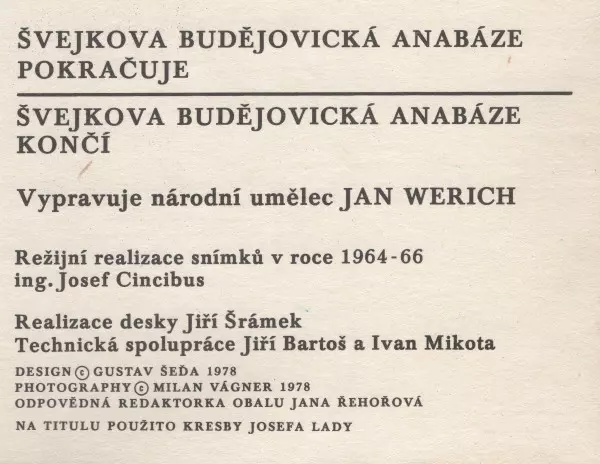 ŠVEJKOVA BUDĚJOVICKÁ ANABÁZE
POKRAČUJE
ŠVEJKOVA BUDĚJOVICKÁ ANABÁZE
KONČÍ
Vypravuje národní umělec JAN WERICH
Režijní realizace snímků v roce 1964-66
ing. Josef Cincibus
Realizace desky Jiří Šrámek
Technická spolupráce Jiří Bartoš a Ivan Mikota
DESIGN © GUSTAV ŠEĎA 1978
PHOTOGRAPHY © MILAN VÁGNER 1978
ODPOVĚDNÁ REDAKTORKA OBALU JANA ŘEHOŘOVÁ
NA TITULU POUŽITO KRESBY JOSEFA LADY